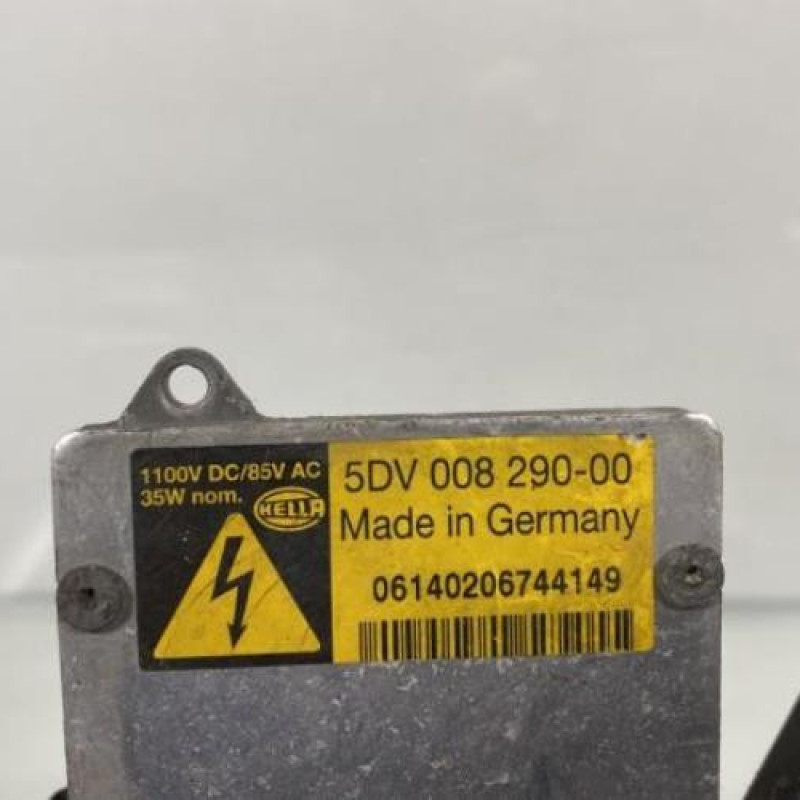 1100V DC/85V AC
35W nom.
HELLA
5DV 008 290-00
Made in Germany
06140206744149